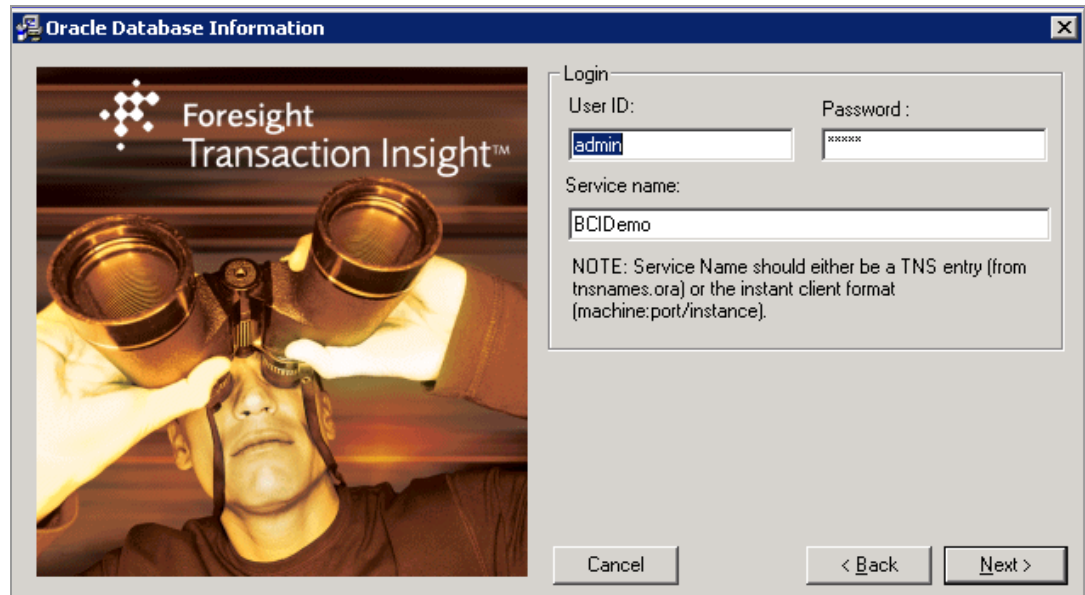 Oracle Database Information
Foresight
Transaction Insight™
Login
User ID:
Password :
admin
*****
Service name:
BCIDemo
NOTE: Service Name should either be a TNS entry (from
tnsnames.ora) or the instant client format
(machine:port/instance).
Cancel
< Back
Next >